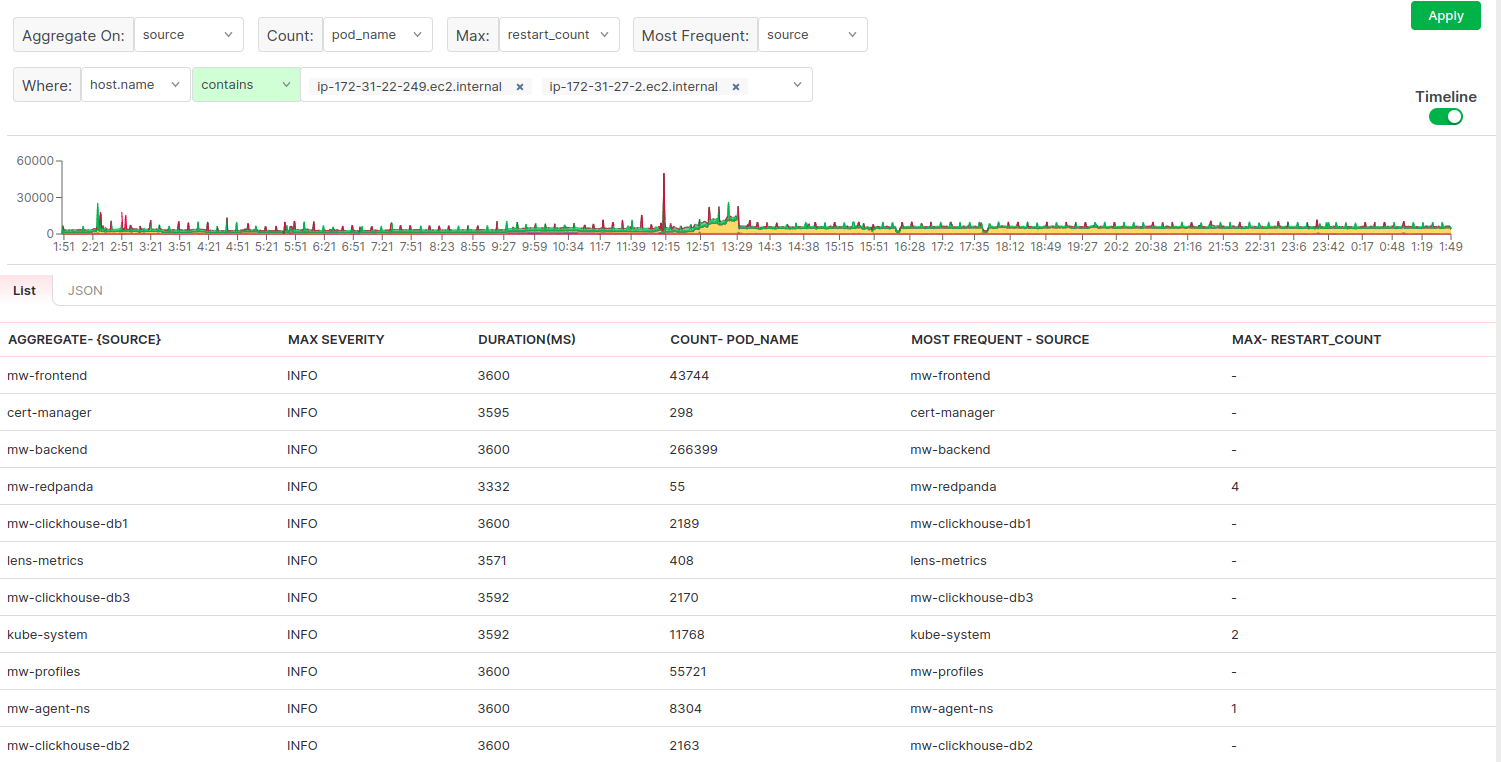 Apply
Aggregate On: source Count: pod_name Max: restart_count Most Frequent: source
Where: host.name contains ip-172-31-22-249.ec2.internal × ip-172-31-27-2.ec2.internal ×
Timeline
60000
30000
0
1:51 2:21 2:51 3:21 3:51 4:21 4:51 5:21 5:51 6:21 6:51 7:21 7:51 8:23 8:55 9:27 9:59 10:34 11:7 11:39 12:15 12:51 13:29 14:3 14:38 15:15 15:51 16:28 17:2 17:35 18:12 18:49 19:27 20:2 20:38 21:16 21:53 22:31 23:6 23:42 0:17 0:48 1:19 1:49
List JSON
AGGREGATE- {SOURCE} MAX SEVERITY DURATION(MS) COUNT- POD_NAME MOST FREQUENT - SOURCE MAX- RESTART_COUNT
mw-frontend INFO 3600 43744 mw-frontend -
cert-manager INFO 3595 298 cert-manager -
mw-backend INFO 3600 266399 mw-backend -
mw-redpanda INFO 3332 55 mw-redpanda 4
mw-clickhouse-db1 INFO 3600 2189 mw-clickhouse-db1 -
lens-metrics INFO 3571 408 lens-metrics -
mw-clickhouse-db3 INFO 3592 2170 mw-clickhouse-db3 -
kube-system INFO 3592 11768 kube-system 2
mw-profiles INFO 3600 55721 mw-profiles -
mw-agent-ns INFO 3600 8304 mw-agent-ns 1
mw-clickhouse-db2 INFO 3600 2163 mw-clickhouse-db2 -